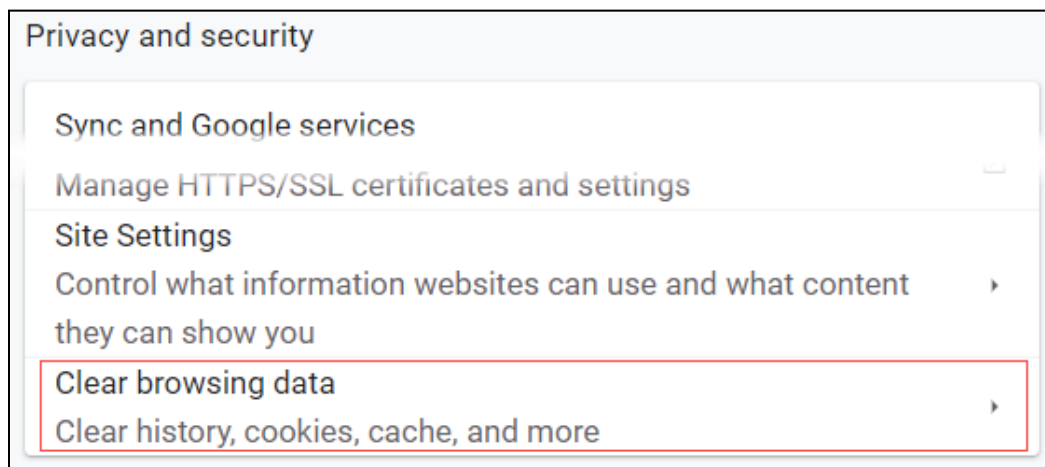 Privacy and security
Sync and Google services
Manage HTTPS/SSL certificates and settings
Site Settings
Control what information websites can use and what content
they can show you
Clear browsing data
Clear history, cookies, cache, and more